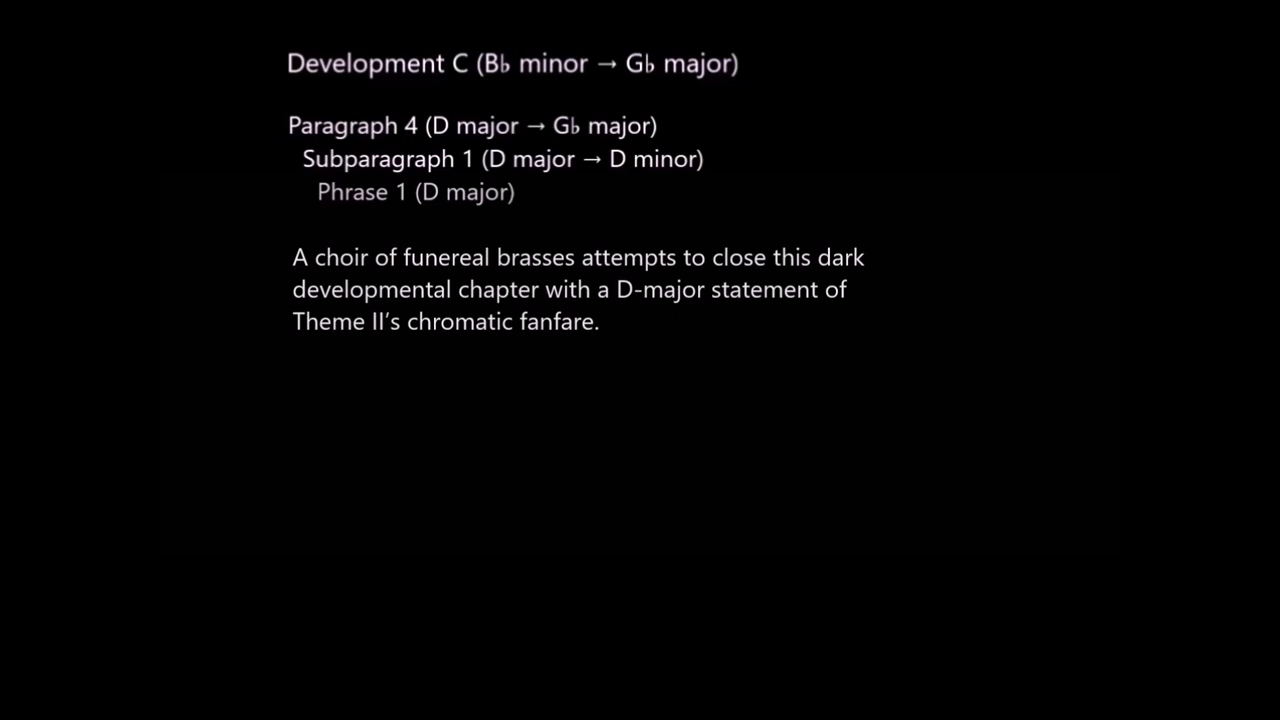 Development C (B♭ minor → G♭ major)
Paragraph 4 (D major → G♭ major)
Subparagraph 1 (D major → D minor)
Phrase 1 (D major)
A choir of funereal brasses attempts to close this dark
developmental chapter with a D-major statement of
Theme II’s chromatic fanfare.